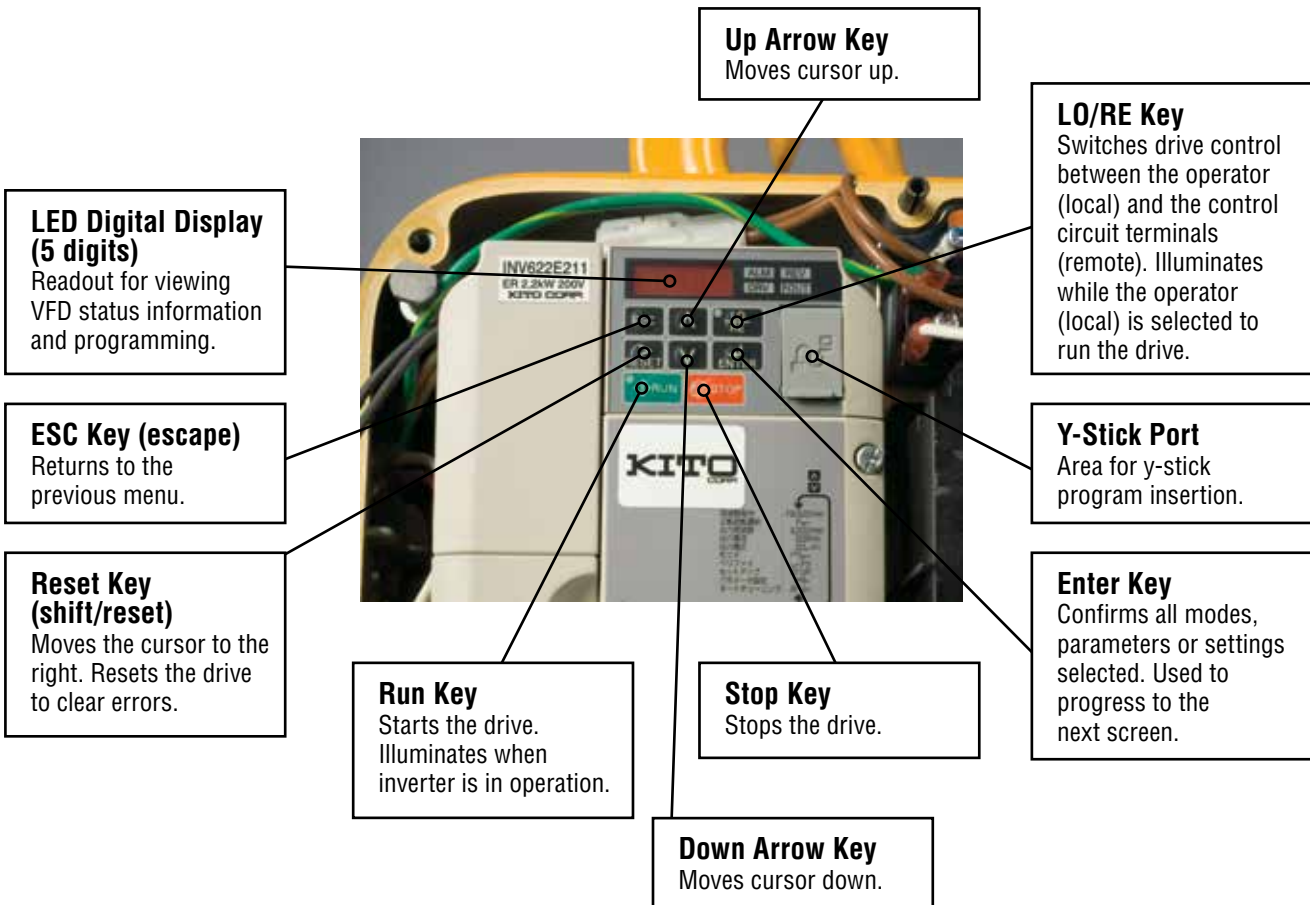 Up Arrow Key
Moves cursor up.
LO/RE Key
Switches drive control
between the operator
(local) and the control
circuit terminals
(remote). Illuminates
while the operator
(local) is selected to
run the drive.
LED Digital Display
(5 digits)
Readout for viewing
VFD status information
and programming.
INV622E211
ER 2.2kW 200V
KITO CORP.
ALM REV
DRV FOUT
ESC Key (escape)
Returns to the
previous menu.
RESET
ENTER
RUN
STOP
Y-Stick Port
Area for y-stick
program insertion.
KITO
CORP
Reset Key
(shift/reset)
Moves the cursor to the
right. Resets the drive
to clear errors.
Enter Key
Confirms all modes,
parameters or settings
selected. Used to
progress to the
next screen.
Run Key
Starts the drive.
Illuminates when
inverter is in operation.
Stop Key
Stops the drive.
Down Arrow Key
Moves cursor down.